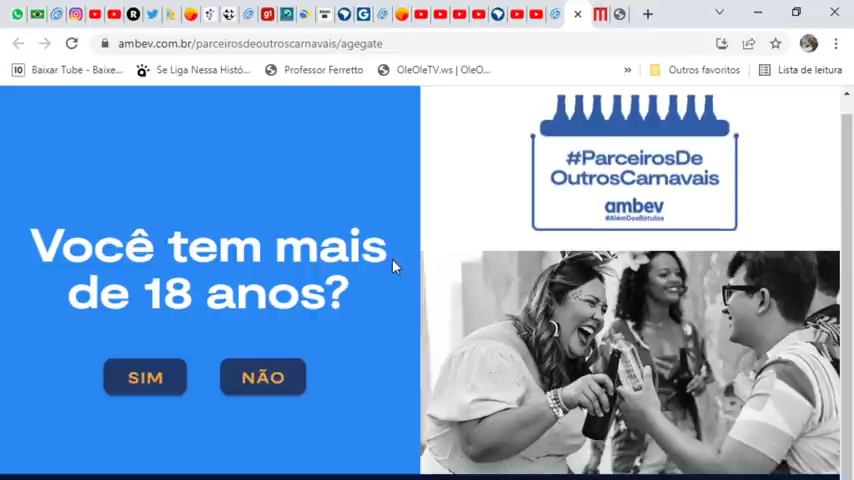 ambev.com.br/parceirosdeoutroscarnavais/agegate
Baixar Tube - Baixe...
Se Liga Nessa Histó...
Professor Ferretto
OleOleTV.ws | OleO...
»
Outros favoritos
Lista de leitura
Você tem mais
de 18 anos?
SIM
NÃO
#ParceirosDe
OutrosCarnavais
ambev
#AlémDosRótulos